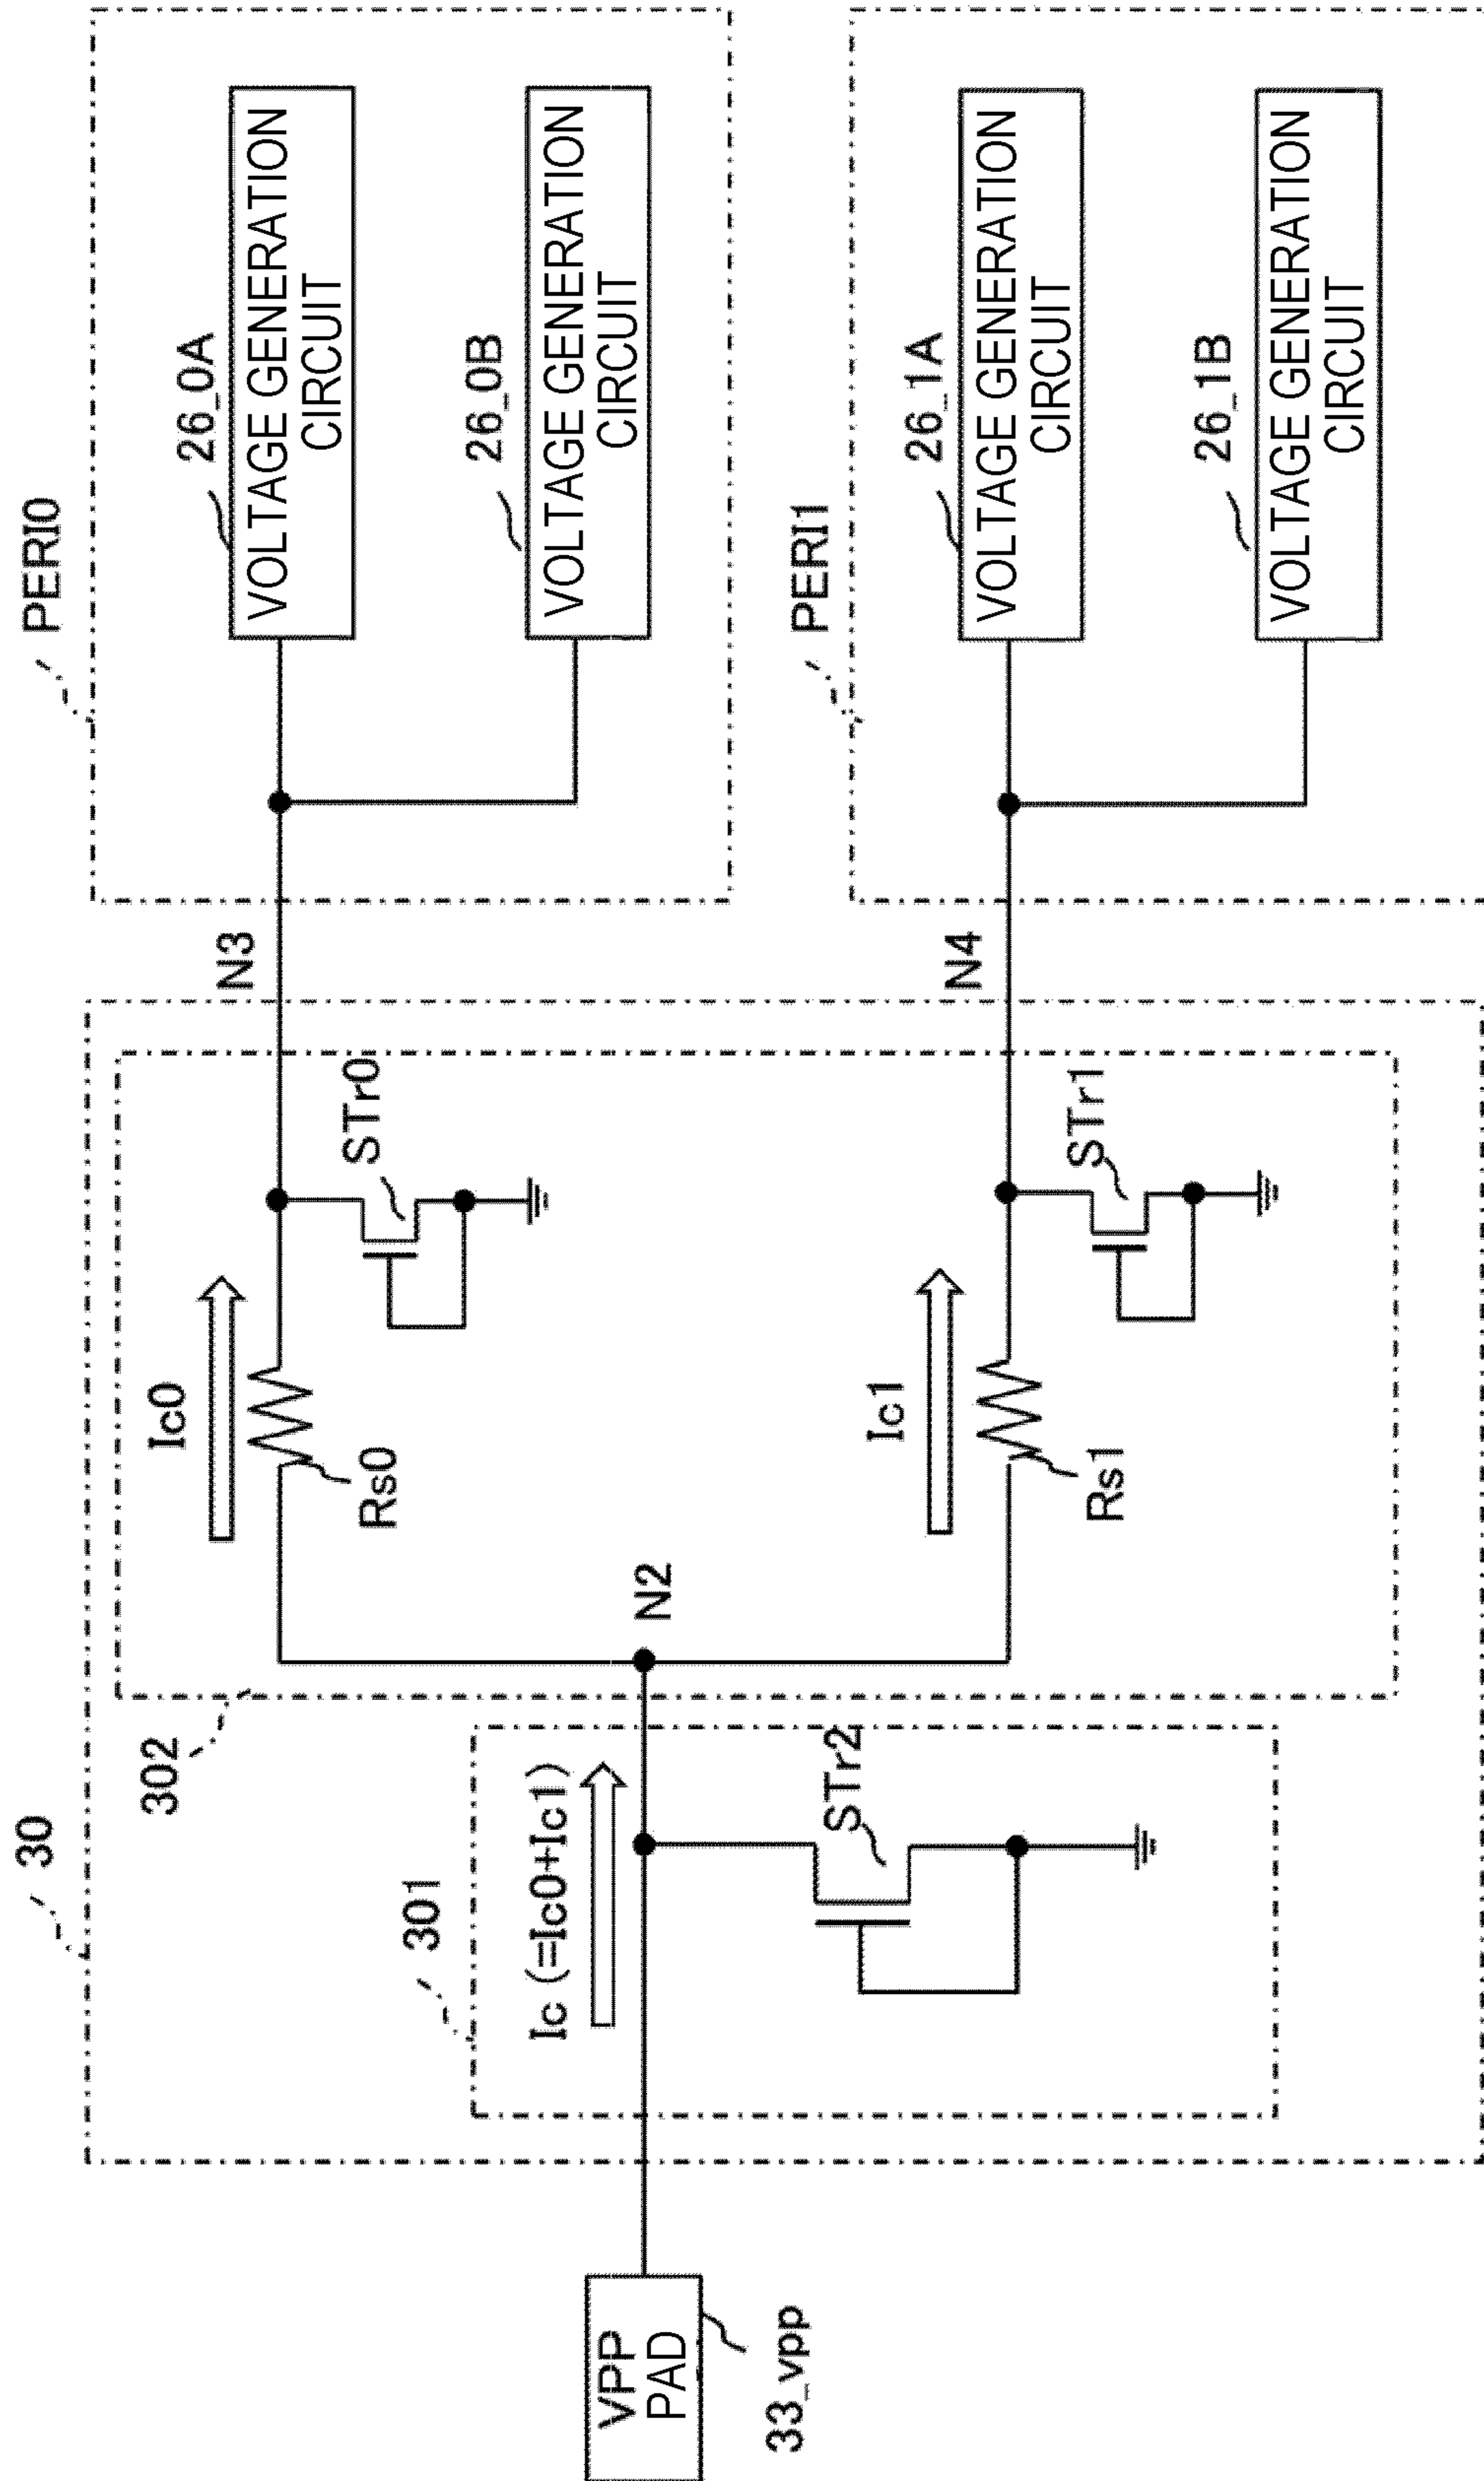 30
302
301
VPP
PAD
33_vpp
Ic (=Ic0+Ic1)
STr2
N2
Ic0
Rs0
STr0
Ic1
Rs1
STr1
N3
N4
PERI0
26_0A
VOLTAGE GENERATION
CIRCUIT
26_0B
VOLTAGE GENERATION
CIRCUIT
PERI1
26_1A
VOLTAGE GENERATION
CIRCUIT
26_1B
VOLTAGE GENERATION
CIRCUIT